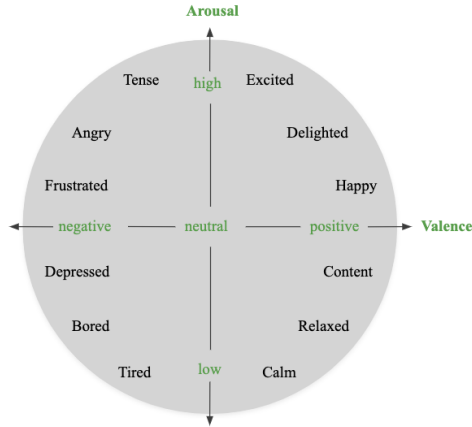 Arousal
Tense high Excited
Angry Delighted
Frustrated Happy
negative neutral positive Valence
Depressed Content
Bored Relaxed
Tired low Calm